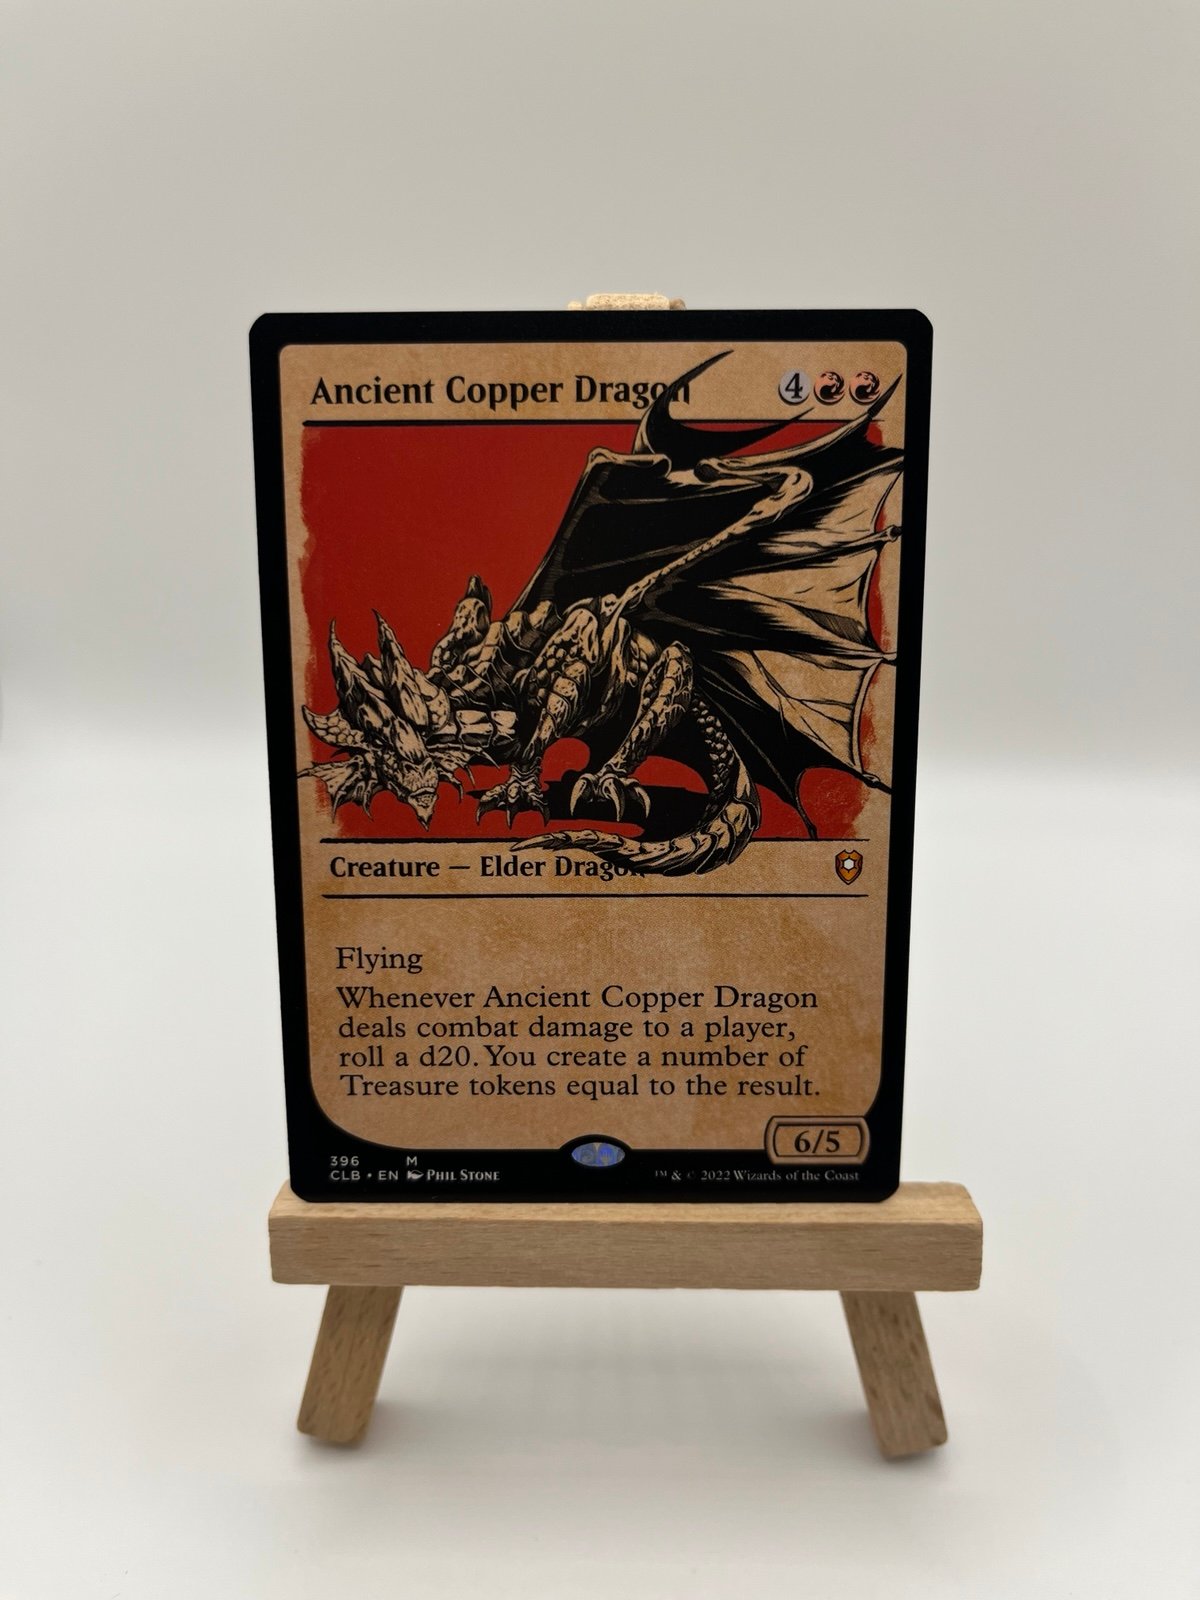 Ancient Copper Dragon 4
Creature — Elder Dragon
Flying
Whenever Ancient Copper Dragon
deals combat damage to a player,
roll a d20. You create a number of
Treasure tokens equal to the result.
6/5
396 M
CLB • EN PHIL STONE
™ & © 2022 Wizards of the Coast